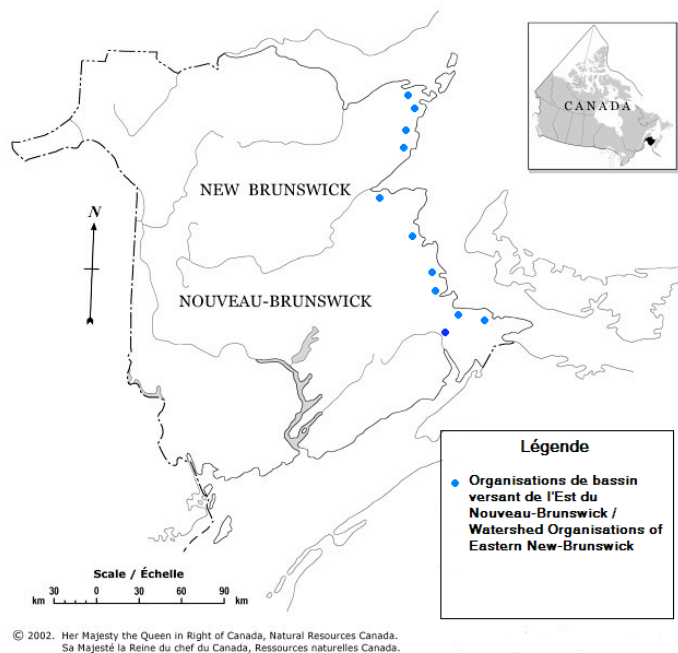 CANADA
NEW BRUNSWICK
N
NOUVEAU-BRUNSWICK
Légende
Organisations de bassin
versant de l'Est du
Nouveau-Brunswick /
Watershed Organisations of
Eastern New-Brunswick
Scale / Échelle
30 0 30 60 90
km km
© 2002. Her Majesty the Queen in Right of Canada, Natural Resources Canada.
Sa Majesté la Reine du chef du Canada, Ressources naturelles Canada.